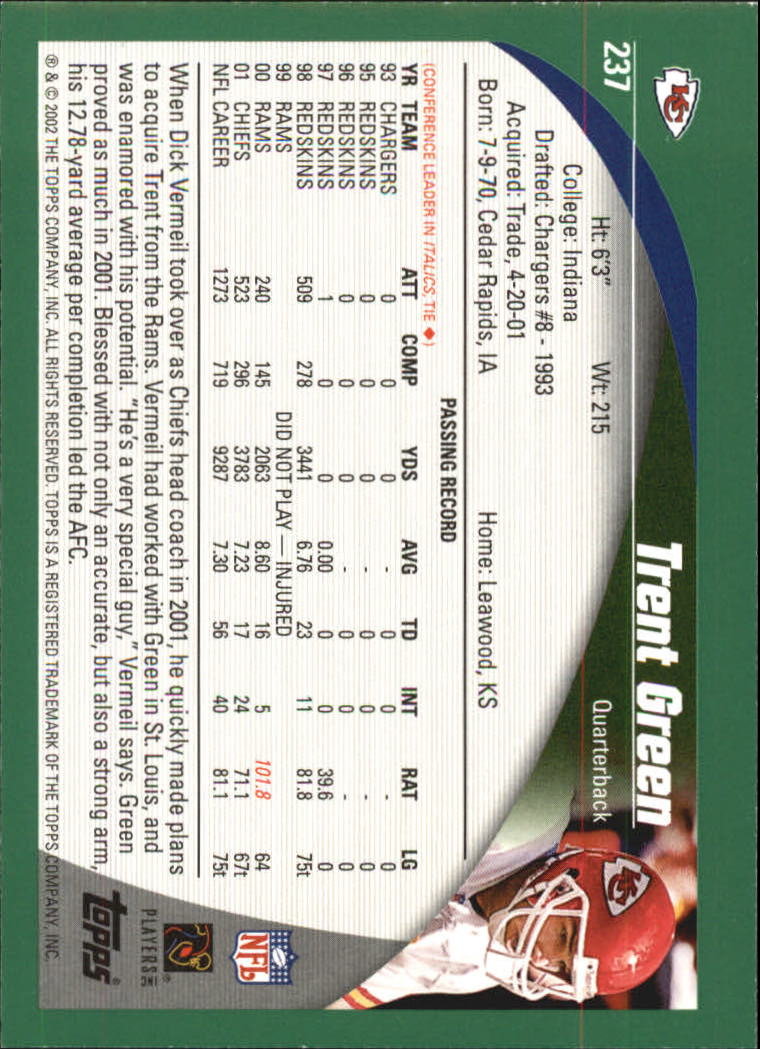 237
Trent Green
Quarterback
KC
Ht: 6'3" Wt: 215
College: Indiana
Drafted: Chargers #8 - 1993
Acquired: Trade, 4-20-01
Born: 7-9-70, Cedar Rapids, IA Home: Leawood, KS
PASSING RECORD
(CONFERENCE LEADER IN ITALICS, TIE ◆)
YR TEAM ATT COMP YDS AVG TD INT RAT LG
93 CHARGERS 0 0 0 - 0 0 - 0
95 REDSKINS 0 0 0 - 0 0 - 0
96 REDSKINS 0 0 0 - 0 0 - 0
97 REDSKINS 1 0 0 0.00 0 0 39.6 0
98 REDSKINS 509 278 3441 6.76 23 11 81.8 75t
99 RAMS DID NOT PLAY — INJURED
00 RAMS 240 145 2063 8.60 16 5 101.8 64
01 CHIEFS 523 296 3783 7.23 17 24 71.1 67t
NFL CAREER 1273 719 9287 7.30 56 40 81.1 75t
When Dick Vermeil took over as Chiefs head coach in 2001, he quickly made plans
to acquire Trent from the Rams. Vermeil had worked with Green in St. Louis, and
was enamored with his potential. "He's a very special guy," Vermeil says. Green
proved as much in 2001. Blessed with not only an accurate, but also a strong arm,
his 12.78-yard average per completion led the AFC.
® & © 2002 THE TOPPS COMPANY, INC. ALL RIGHTS RESERVED. TOPPS IS A REGISTERED TRADEMARK OF THE TOPPS COMPANY, INC.
NFL
PLAYERS INC
topps®
KC